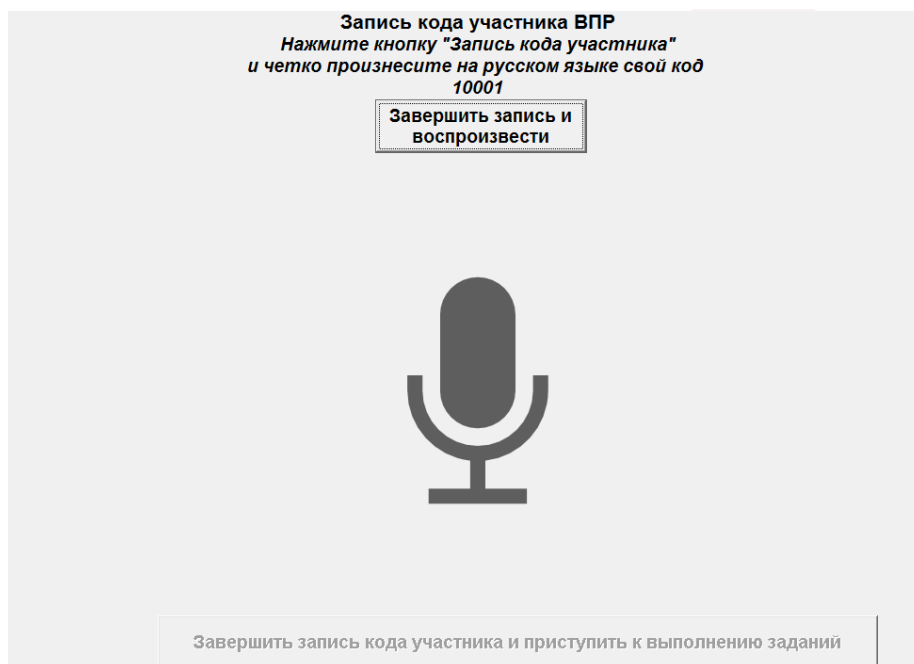 Запись кода участника ВПР
Нажмите кнопку "Запись кода участника"
и четко произнесите на русском языке свой код
10001
Завершить запись и
воспроизвести
Завершить запись кода участника и приступить к выполнению заданий